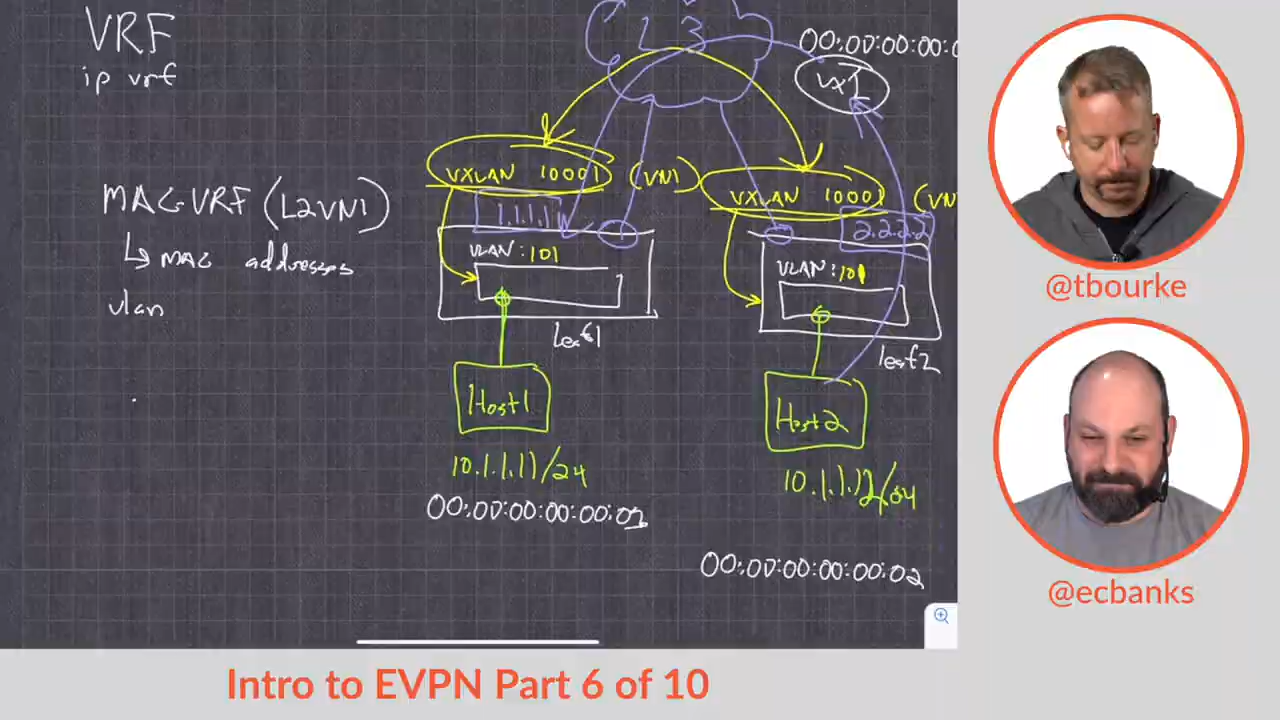 VRF
ip vrf
MAC-VRF (L2VNI)
↳ MAC addresses
vlan
L3
00:00:00:00:0
vx1
VXLAN 10001 (VNI)
1.1.1.1
VLAN: 101
leaf1
Host1
10.1.1.11/24
00:00:00:00:00:02
VXLAN 10001 (VN
2.2.2.2
VLAN: 101
leaf2
Host2
10.1.1.12/24
00:00:00:00:00:02
@tbourke
@ecbanks
Intro to EVPN Part 6 of 10